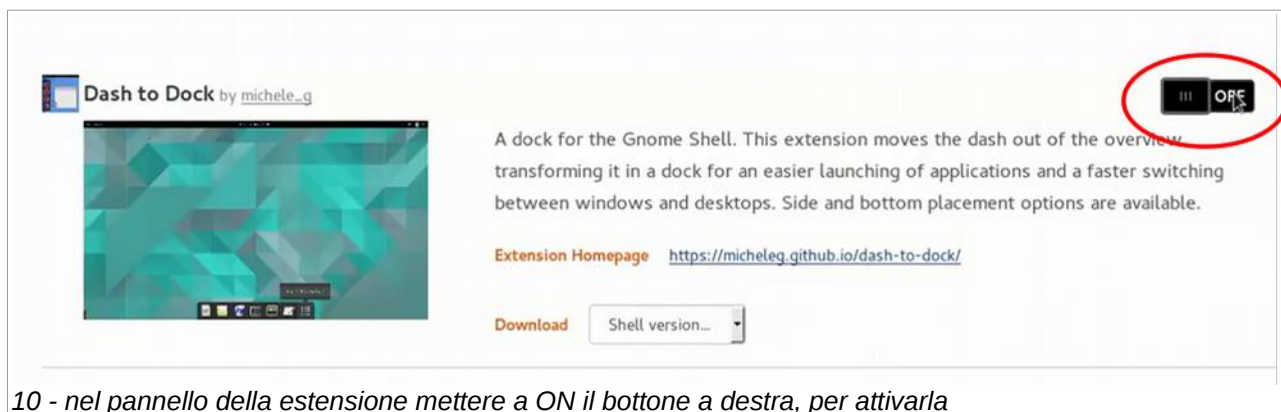 Dash to Dock by michele_g
OFF
A dock for the Gnome Shell. This extension moves the dash out of the overview
transforming it in a dock for an easier launching of applications and a faster switching
between windows and desktops. Side and bottom placement options are available.
Extension Homepage https://micheleg.github.io/dash-to-dock/
Download Shell version...
10 - nel pannello della estensione mettere a ON il bottone a destra, per attivarla